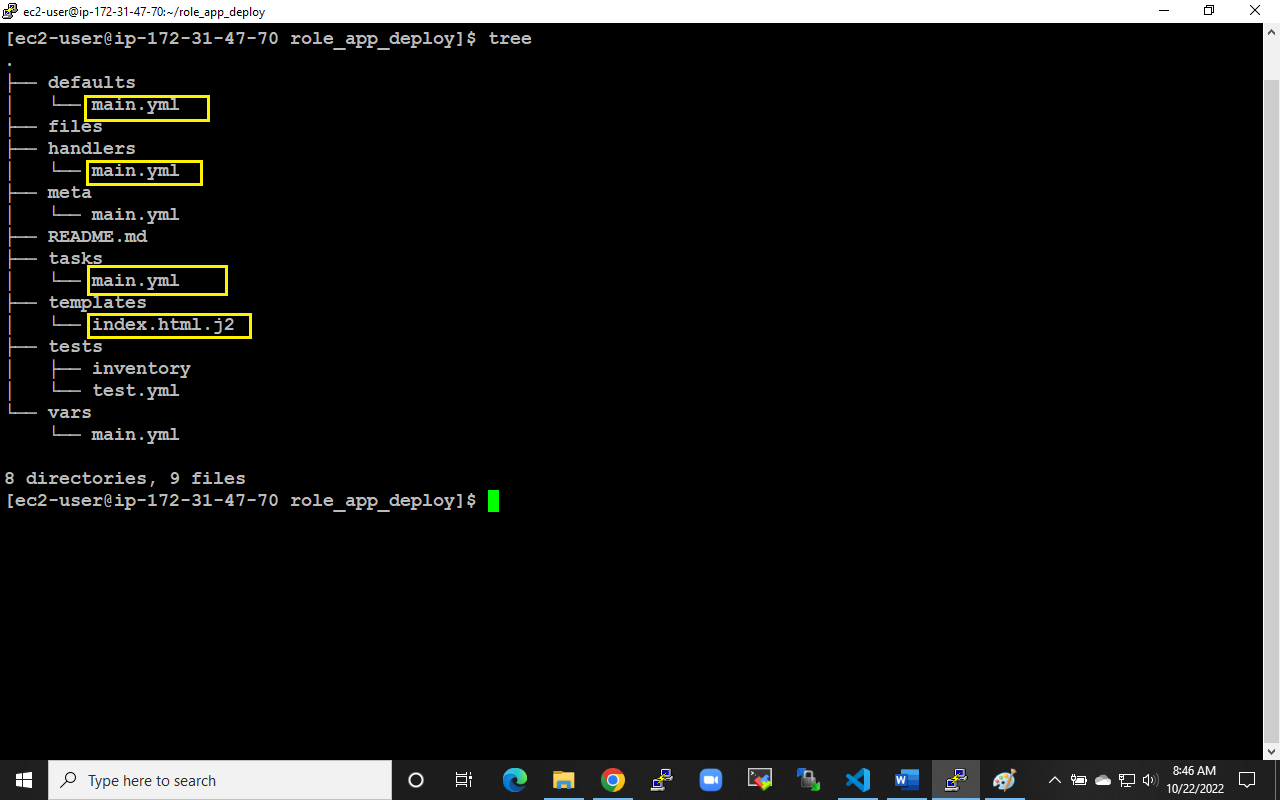 ec2-user@ip-172-31-47-70:~/role_app_deploy
[ec2-user@ip-172-31-47-70 role_app_deploy]$ tree
.
├── defaults
│   └── main.yml
├── files
├── handlers
│   └── main.yml
├── meta
│   └── main.yml
├── README.md
├── tasks
│   └── main.yml
├── templates
│   └── index.html.j2
├── tests
│   ├── inventory
│   └── test.yml
└── vars
    └── main.yml
8 directories, 9 files
[ec2-user@ip-172-31-47-70 role_app_deploy]$
Type here to search
8:46 AM
10/22/2022